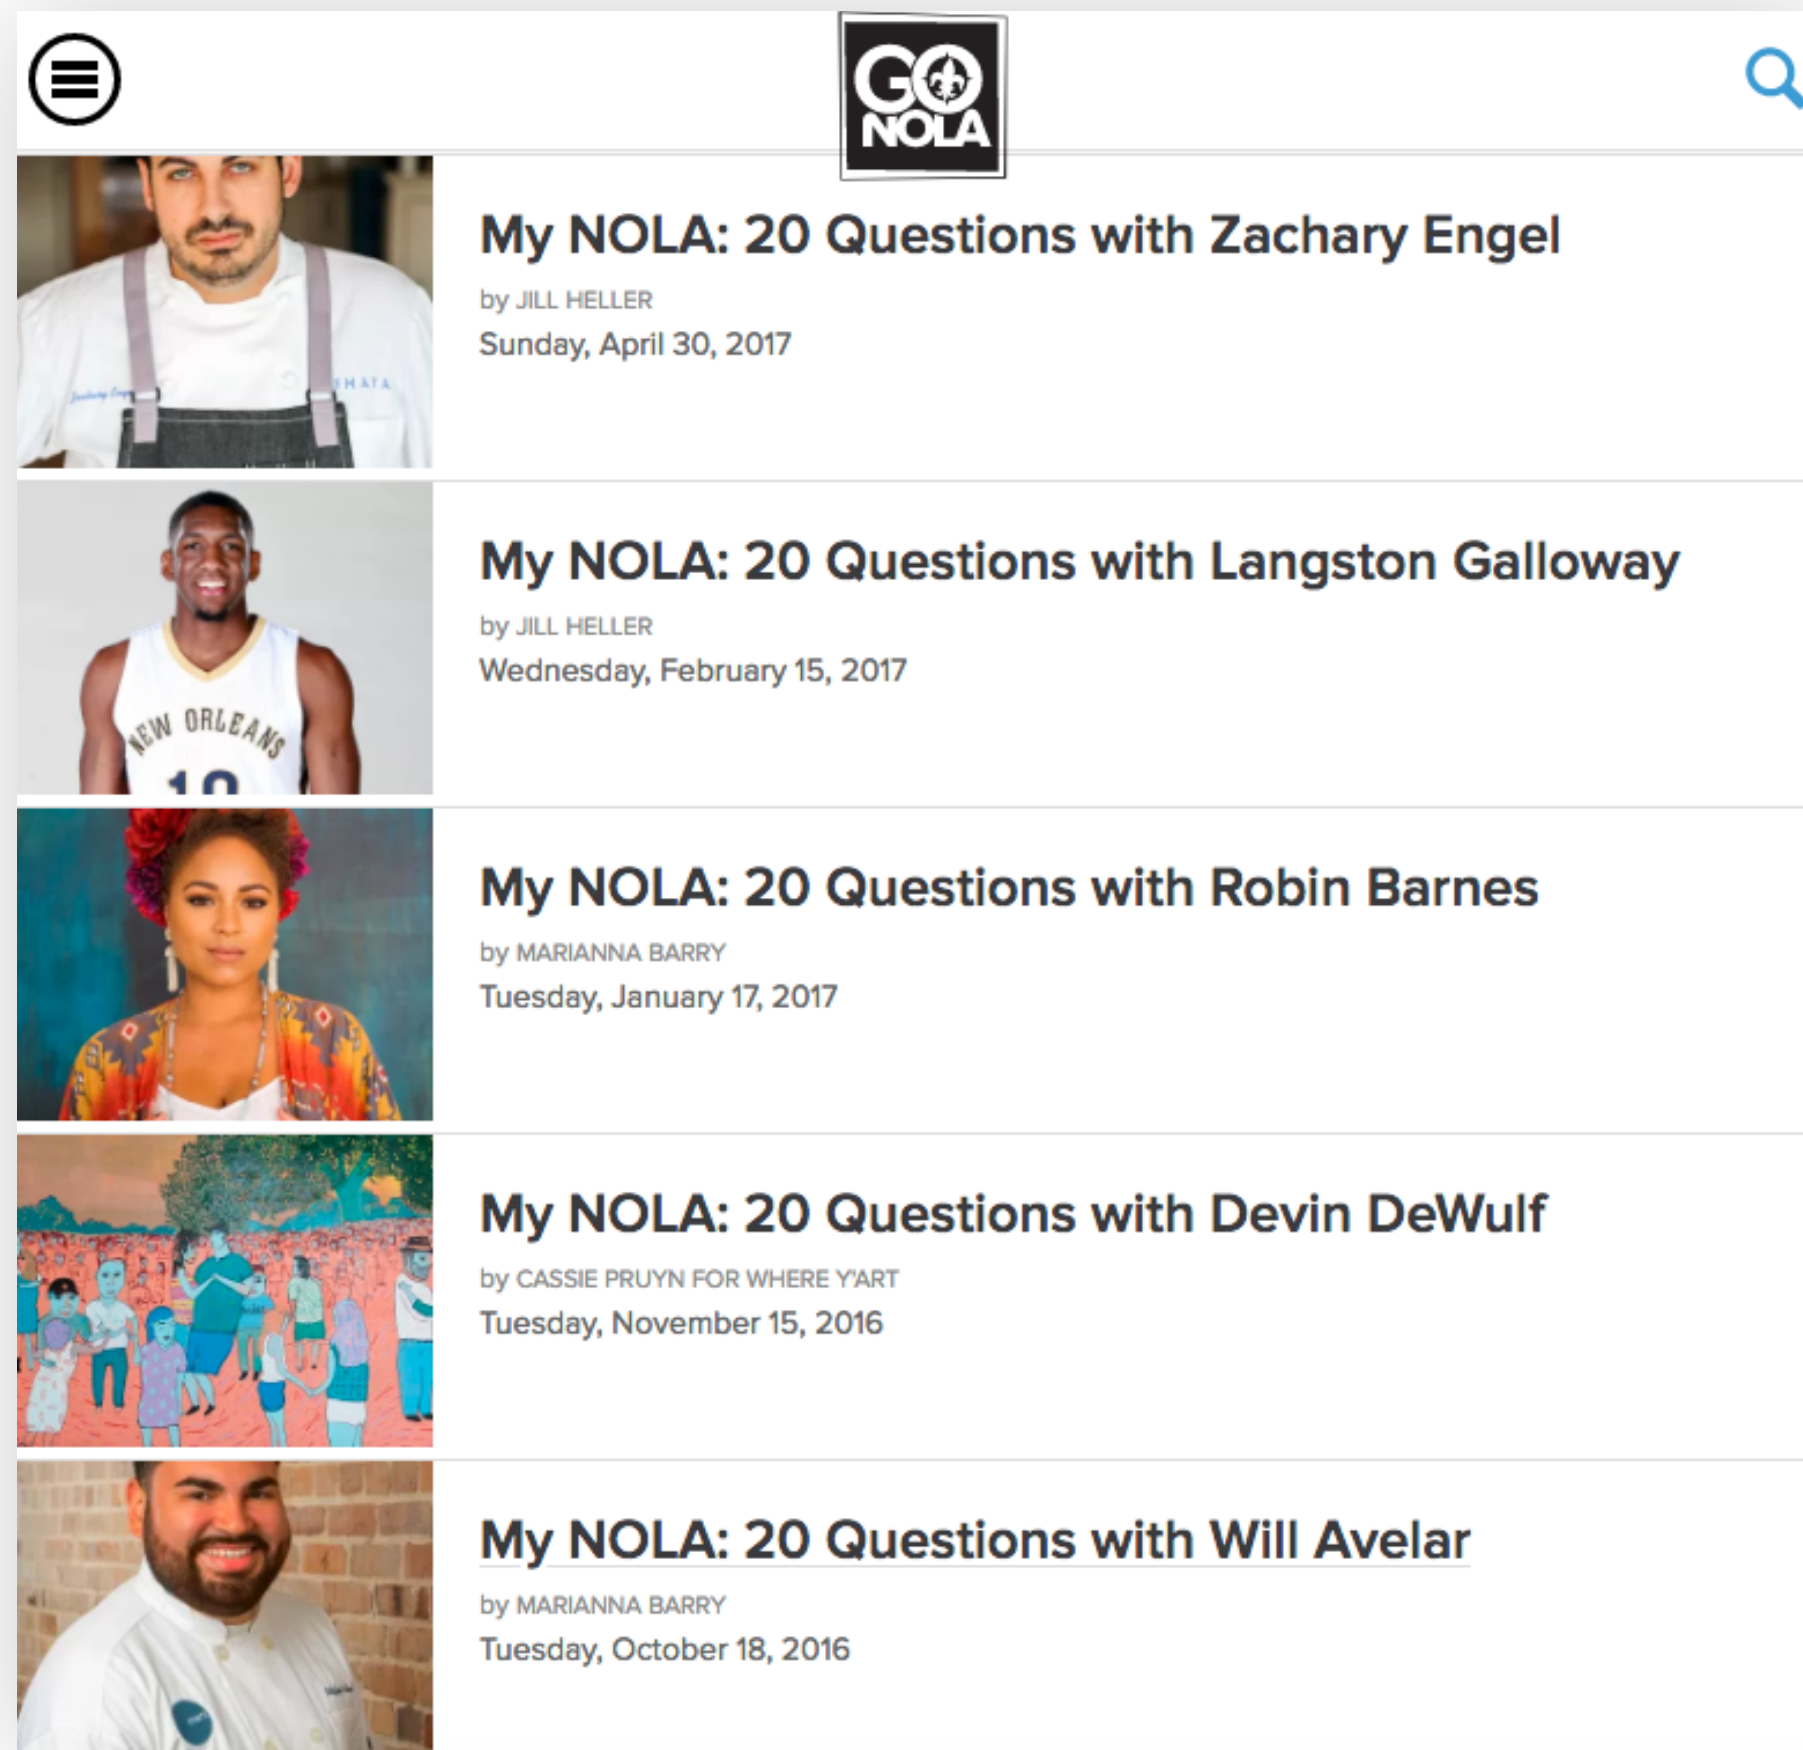 GO
NOLA
My NOLA: 20 Questions with Zachary Engel
by JILL HELLER
Sunday, April 30, 2017
SHAYA
My NOLA: 20 Questions with Langston Galloway
by JILL HELLER
Wednesday, February 15, 2017
NEW ORLEANS
10
My NOLA: 20 Questions with Robin Barnes
by MARIANNA BARRY
Tuesday, January 17, 2017
My NOLA: 20 Questions with Devin DeWulf
by CASSIE PRUYN FOR WHERE Y'ART
Tuesday, November 15, 2016
My NOLA: 20 Questions with Will Avelar
by MARIANNA BARRY
Tuesday, October 18, 2016